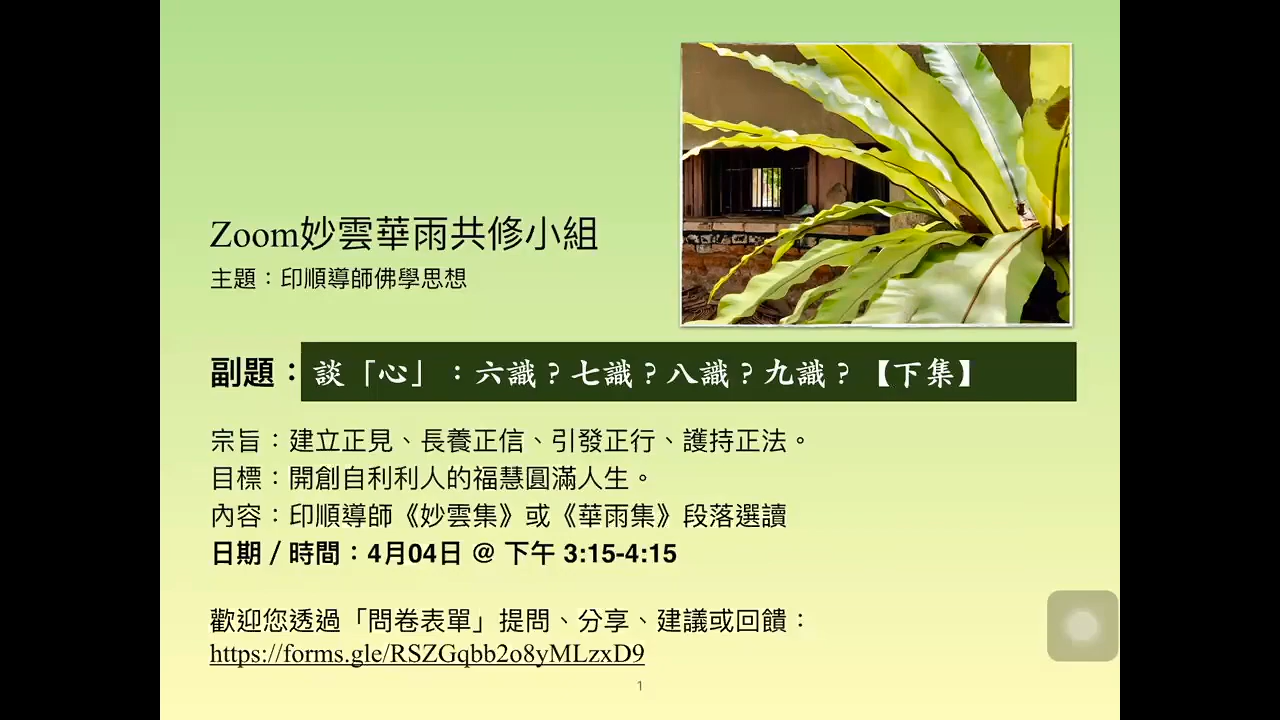 Zoom妙雲華雨共修小組
主題：印順導師佛學思想
副題：談「心」：六識？七識？八識？九識？【下集】
宗旨：建立正見、長養正信、引發正行、護持正法。
目標：開創自利利人的福慧圓滿人生。
內容：印順導師《妙雲集》或《華雨集》段落選讀
日期 / 時間：4月04日 @ 下午 3:15-4:15
歡迎您透過「問卷表單」提問、分享、建議或回饋：
https://forms.gle/RSZGqbb2o8yMLzxD9
1